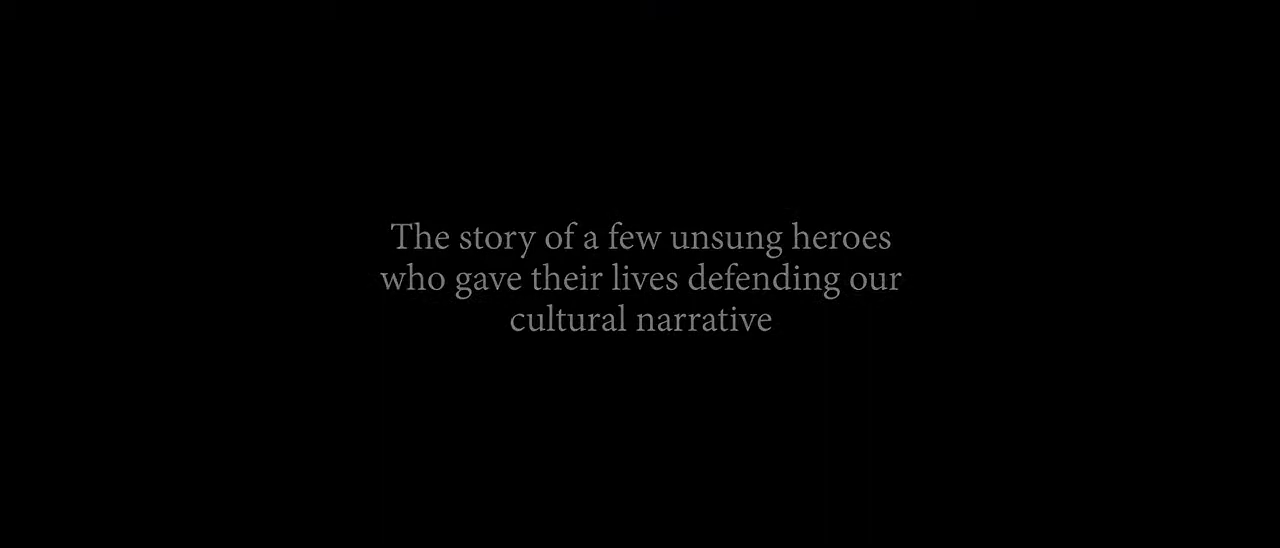 The story of a few unsung heroes
who gave their lives defending our
cultural narrative